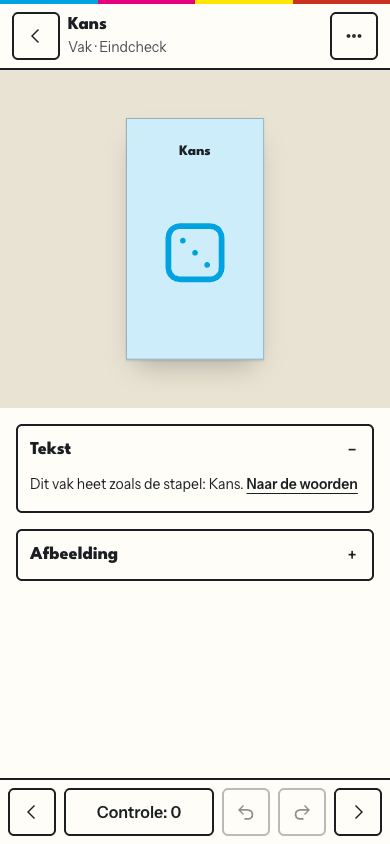 Kans
Vak · Eindcheck
Kans
Tekst
Dit vak heet zoals de stapel: Kans. Naar de woorden
Afbeelding
Controle: 0